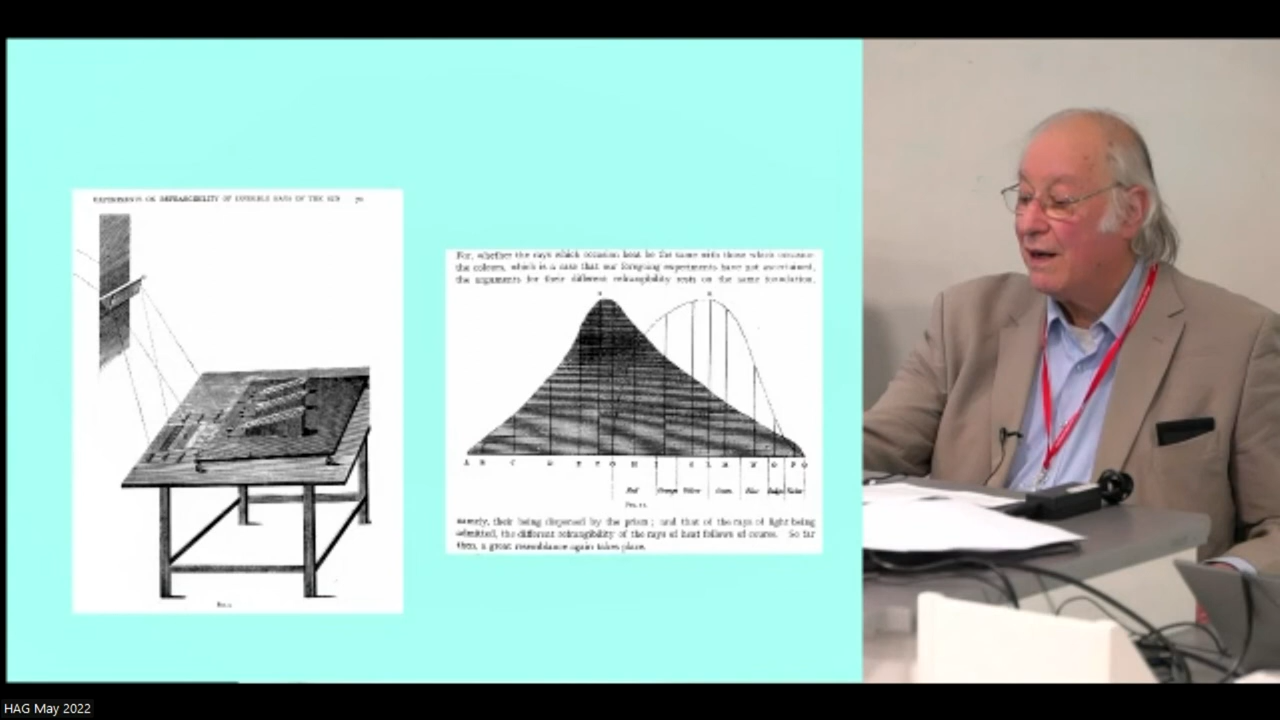 EXPERIMENTS ON REFRANGIBILITY OF INVISIBLE RAYS OF THE SUN
For, whether the rays which occasion heat be the same with those which occasion
the colours, which is a case that our foregoing experiments have not ascertained,
the arguments for their different refrangibility rests on the same foundation,
A B C D E F G H I K L M N O P Q
Red Orange Yellow Green Blue Indigo Violet
namely, their being dispersed by the prism ; and that of the rays of light being
admitted, the different refrangibility of the rays of heat follows of course. So far
then, a great resemblance again takes place.
HAG May 2022